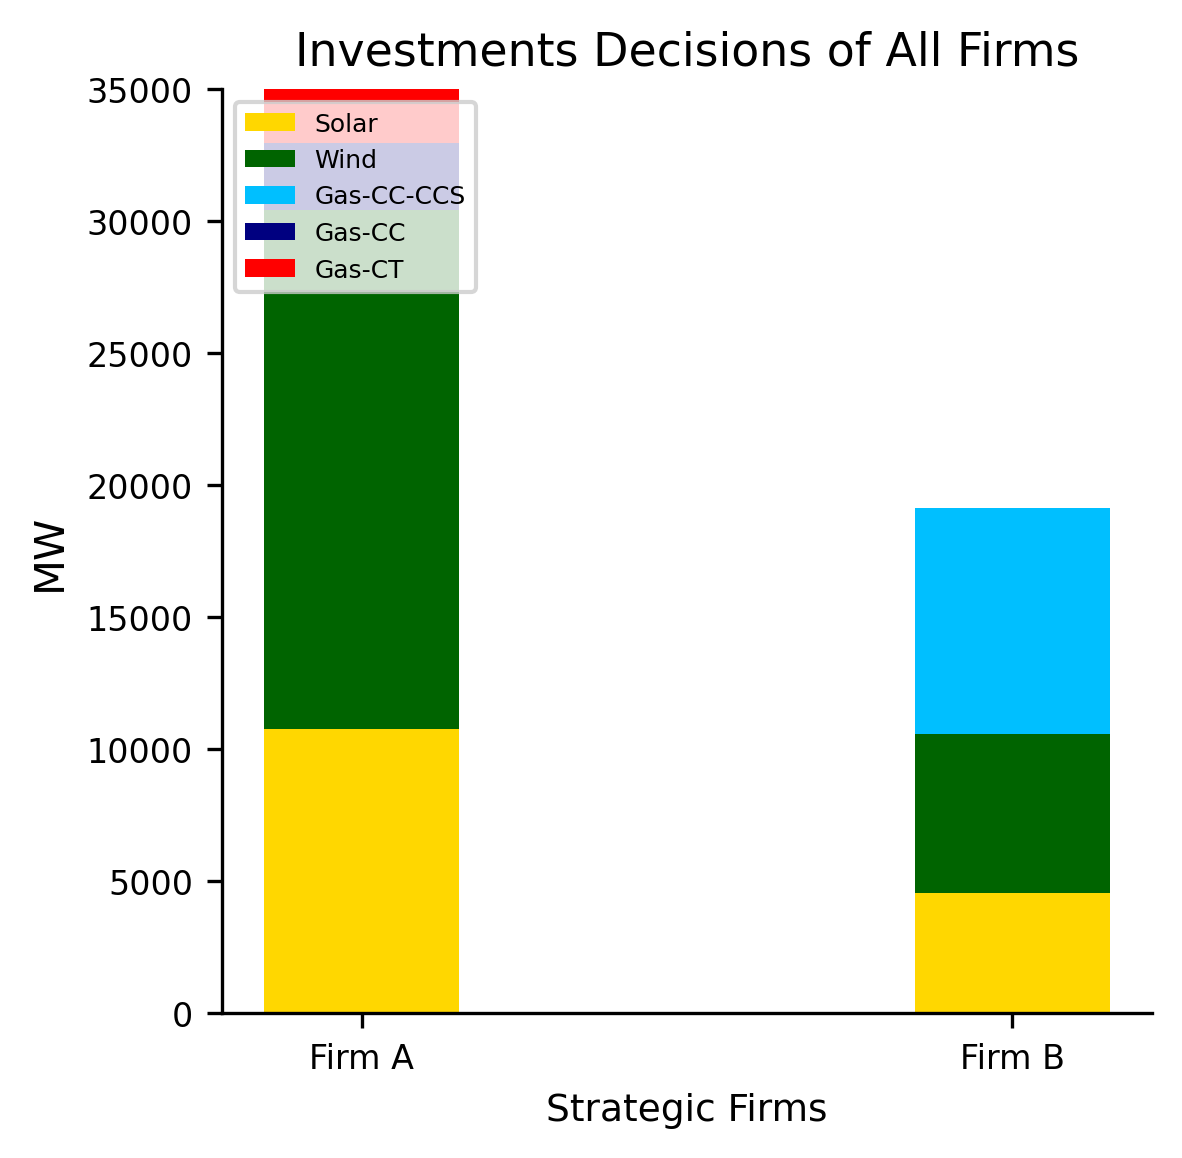 Investments Decisions of All Firms
35000
30000
25000
20000
15000
10000
5000
0
MW
Solar
Wind
Gas-CC-CCS
Gas-CC
Gas-CT
Firm A
Firm B
Strategic Firms